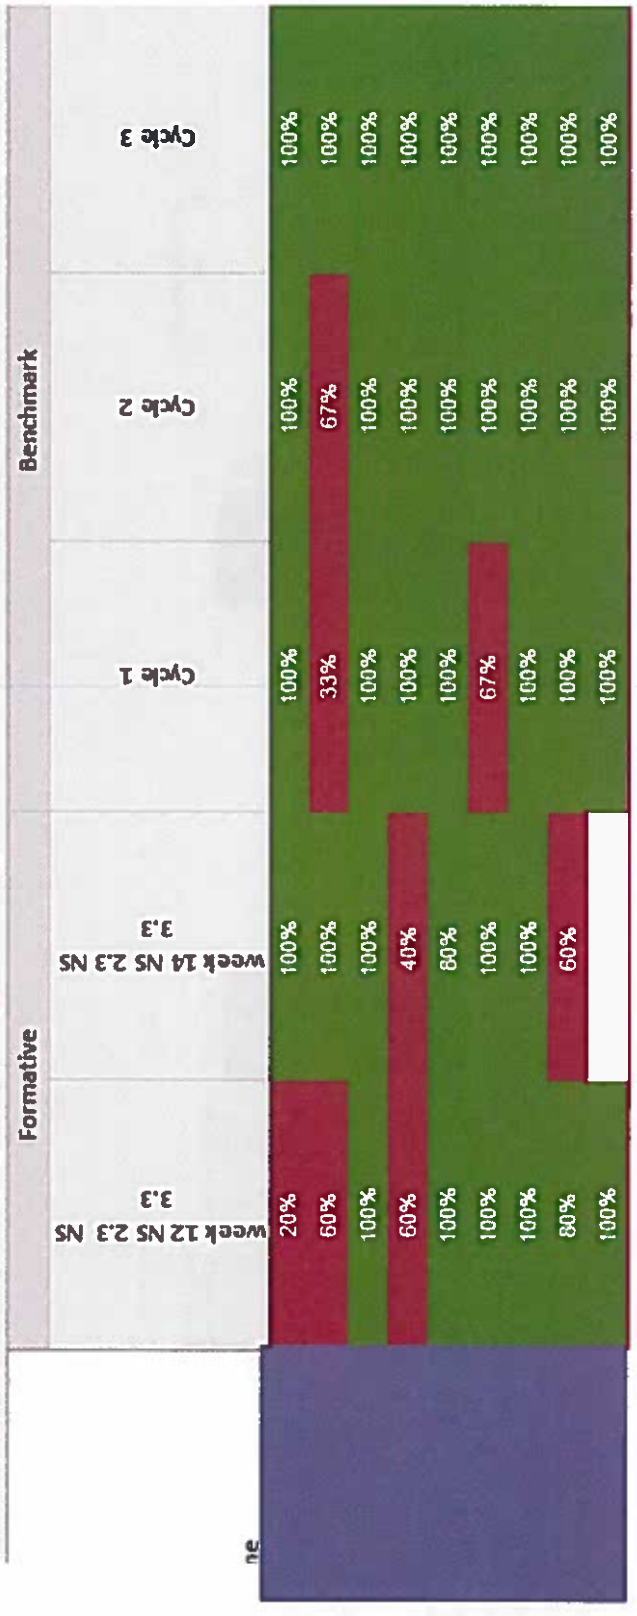 Formative Benchmark
week 12 NS 2.3 NS 3.3
week 14 NS 2.3 NS 3.3
Cycle 1 Cycle 2 Cycle 3
ne
20% 100% 100% 100% 100%
60% 100% 33% 67% 100%
100% 100% 100% 100% 100%
60% 40% 100% 100% 100%
100% 80% 100% 100% 100%
100% 100% 67% 100% 100%
100% 100% 100% 100% 100%
80% 60% 100% 100% 100%
100% 100% 100% 100%